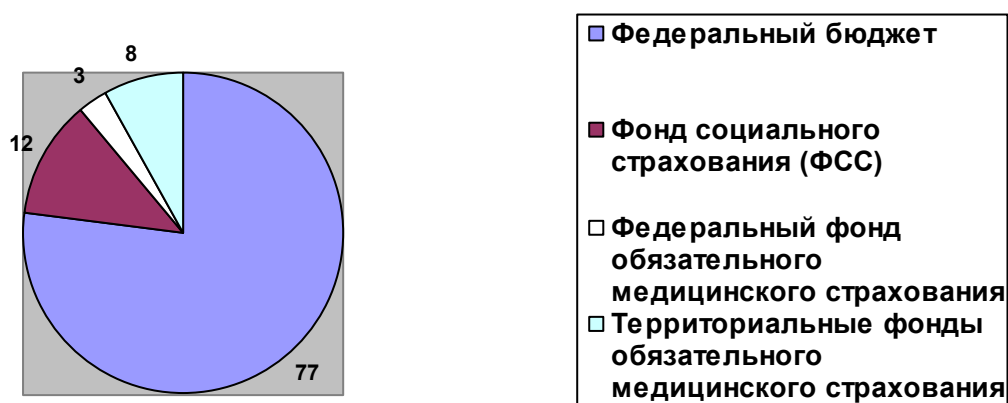 8
3
12
77
Федеральный бюджет
Фонд социального
страхования (ФСС)
Федеральный фонд
обязательного
медицинского страхования
Территориальные фонды
обязательного
медицинского страхования